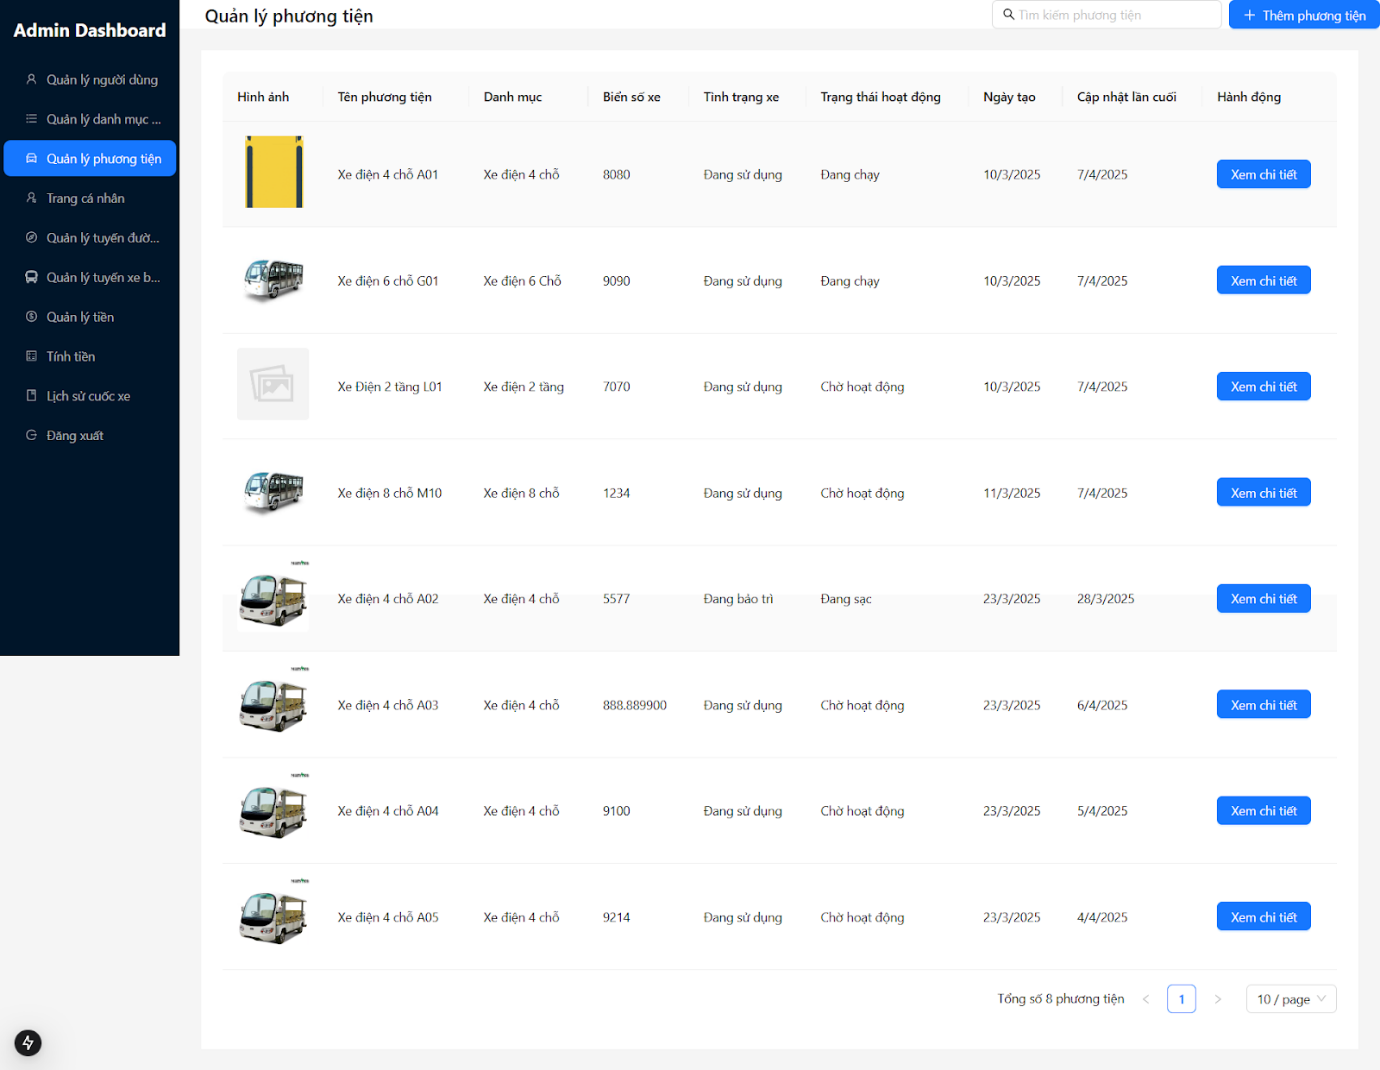 Admin Dashboard
Quản lý người dùng
Quản lý danh mục ...
Quản lý phương tiện
Trang cá nhân
Quản lý tuyến đườ...
Quản lý tuyến xe b...
Quản lý tiền
Tính tiền
Lịch sử cuốc xe
Đăng xuất
Quản lý phương tiện
Tìm kiếm phương tiện
+ Thêm phương tiện
Hình ảnh Tên phương tiện Danh mục Biển số xe Tình trạng xe Trạng thái hoạt động Ngày tạo Cập nhật lần cuối Hành động
Xe điện 4 chỗ A01 Xe điện 4 chỗ 8080 Đang sử dụng Đang chạy 10/3/2025 7/4/2025 Xem chi tiết
Xe điện 6 chỗ G01 Xe điện 6 Chỗ 9090 Đang sử dụng Đang chạy 10/3/2025 7/4/2025 Xem chi tiết
Xe Điện 2 tầng L01 Xe điện 2 tầng 7070 Đang sử dụng Chờ hoạt động 10/3/2025 7/4/2025 Xem chi tiết
Xe điện 8 chỗ M10 Xe điện 8 chỗ 1234 Đang sử dụng Chờ hoạt động 11/3/2025 7/4/2025 Xem chi tiết
Xe điện 4 chỗ A02 Xe điện 4 chỗ 5577 Đang bảo trì Đang sạc 23/3/2025 28/3/2025 Xem chi tiết
Xe điện 4 chỗ A03 Xe điện 4 chỗ 888.889900 Đang sử dụng Chờ hoạt động 23/3/2025 6/4/2025 Xem chi tiết
Xe điện 4 chỗ A04 Xe điện 4 chỗ 9100 Đang sử dụng Chờ hoạt động 23/3/2025 5/4/2025 Xem chi tiết
Xe điện 4 chỗ A05 Xe điện 4 chỗ 9214 Đang sử dụng Chờ hoạt động 23/3/2025 4/4/2025 Xem chi tiết
Tổng số 8 phương tiện < 1 > 10 / page